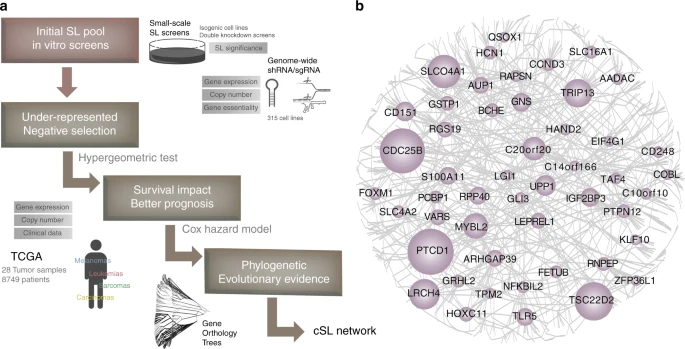 a
Initial SL pool
in vitro screens
Small-scale
SL screens
Isogenic cell lines
Double knockdown screens
SL significance
Genome-wide
shRNA/sgRNA
Gene expression
Copy number
Gene essentiality
315 cell lines
Under-represented
Negative selection
Hypergeometric test
Survival impact
Better prognosis
Gene expression
Copy number
Clinical data
Cox hazard model
TCGA
28 Tumor samples
8749 patients
Melanomas
Leukemias
Sarcomas
Carcinomas
Phylogenetic
Evolutionary evidence
Gene
Orthology
Trees
cSL network
b
QSOX1
HCN1
SLC16A1
CCND3
SLCO4A1
RAPSN
AADAC
AUP1
TRIP13
GSTP1
GNS
CD151
BCHE
RGS19
HAND2
EIF4G1
CDC25B
C20orf20
CD248
C14orf166
COBL
S100A11
LGI1
TAF4
UPP1
FOXM1
PCBP1
RPP40
GLI3
IGF2BP3
C10orf10
SLC4A2
VARS
PTPN12
LEPREL1
MYBL2
KLF10
PTCD1
ARHGAP39
RNPEP
FETUB
GRHL2
ZFP36L1
LRCH4
TPM2
NFKBIL2
TSC22D2
HOXC11
TLR5